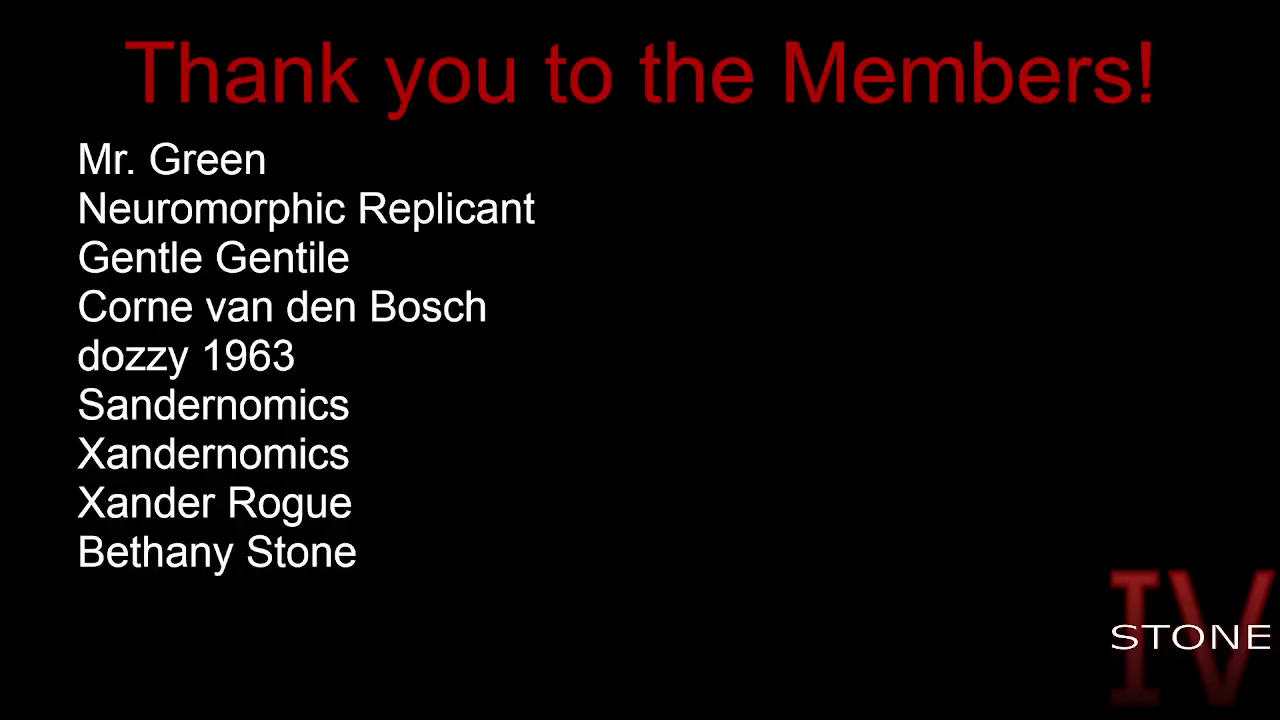 Thank you to the Members!
Mr. Green
Neuromorphic Replicant
Gentle Gentile
Corne van den Bosch
dozzy 1963
Sandernomics
Xandernomics
Xander Rogue
Bethany Stone
IV
STONE